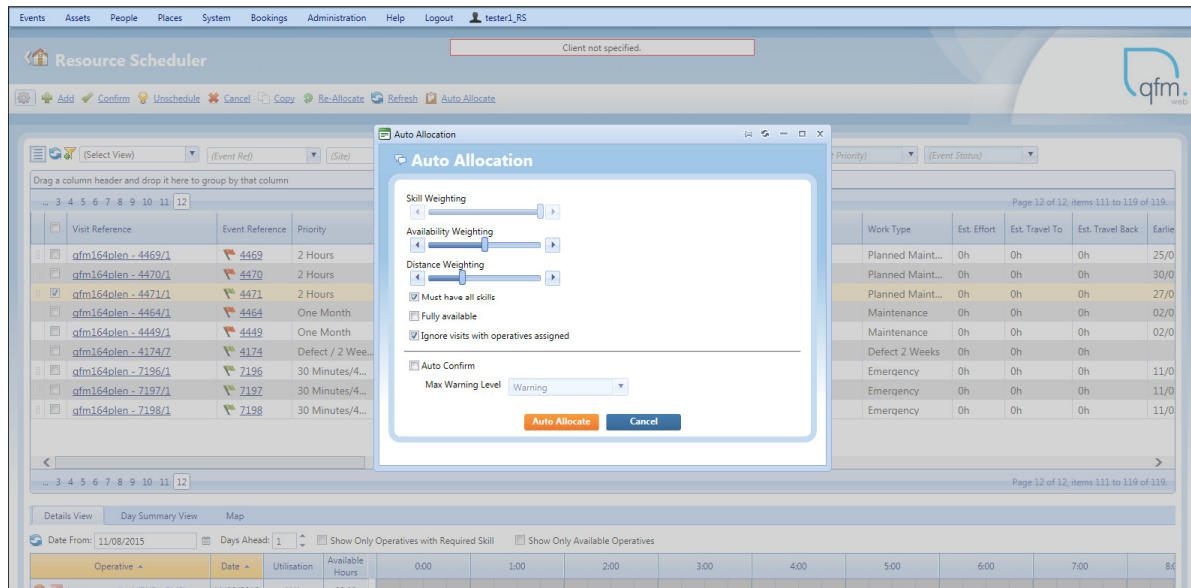 Events Assets People Places System Bookings Administration Help Logout tester1_RS
Client not specified.
Resource Scheduler
qfm.
web
Add Confirm Unschedule Cancel Copy Re-Allocate Refresh Auto Allocate
Auto Allocation
Auto Allocation
(Select View) (Event Ref) (Site) Priority) (Event Status)
Drag a column header and drop it here to group by that column
... 3 4 5 6 7 8 9 10 11 12 Page 12 of 12, items 111 to 119 of 119.
Visit Reference Event Reference Priority Work Type Est. Effort Est. Travel To Est. Travel Back Earlie
qfm164plen - 4469/1 4469 2 Hours Planned Maint... 0h 0h 0h 25/0
qfm164plen - 4470/1 4470 2 Hours Planned Maint... 0h 0h 0h 30/0
qfm164plen - 4471/1 4471 2 Hours Planned Maint... 0h 0h 0h 27/0
qfm164plen - 4464/1 4464 One Month Maintenance 0h 0h 0h 02/0
qfm164plen - 4449/1 4449 One Month Maintenance 0h 0h 0h 02/0
qfm164plen - 4174/7 4174 Defect / 2 Wee... Defect 2 Weeks 0h 0h 0h
qfm164plen - 7196/1 7196 30 Minutes/4... Emergency 0h 0h 0h 11/0
qfm164plen - 7197/1 7197 30 Minutes/4... Emergency 0h 0h 0h 11/0
qfm164plen - 7198/1 7198 30 Minutes/4... Emergency 0h 0h 0h 11/0
Skill Weighting
Availability Weighting
Distance Weighting
Must have all skills
Fully available
Ignore visits with operatives assigned
Auto Confirm
Max Warning Level Warning
Auto Allocate Cancel
... 3 4 5 6 7 8 9 10 11 12 Page 12 of 12, items 111 to 119 of 119.
Details View Day Summary View Map
Date From: 11/08/2015 Days Ahead: 1 Show Only Operatives with Required Skill Show Only Available Operatives
Operative Date Utilisation Available Hours 0:00 1:00 2:00 3:00 4:00 5:00 6:00 7:00